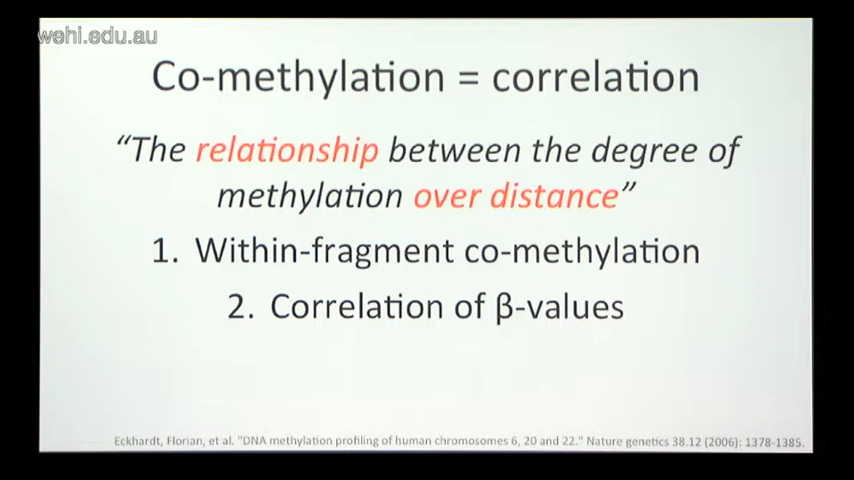 wehi.edu.au
Co-methylation = correlation
“The relationship between the degree of
methylation over distance”
1. Within-fragment co-methylation
2. Correlation of β-values
Eckhardt, Florian, et al. "DNA methylation profiling of human chromosomes 6, 20 and 22." Nature genetics 38.12 (2006): 1378-1385.